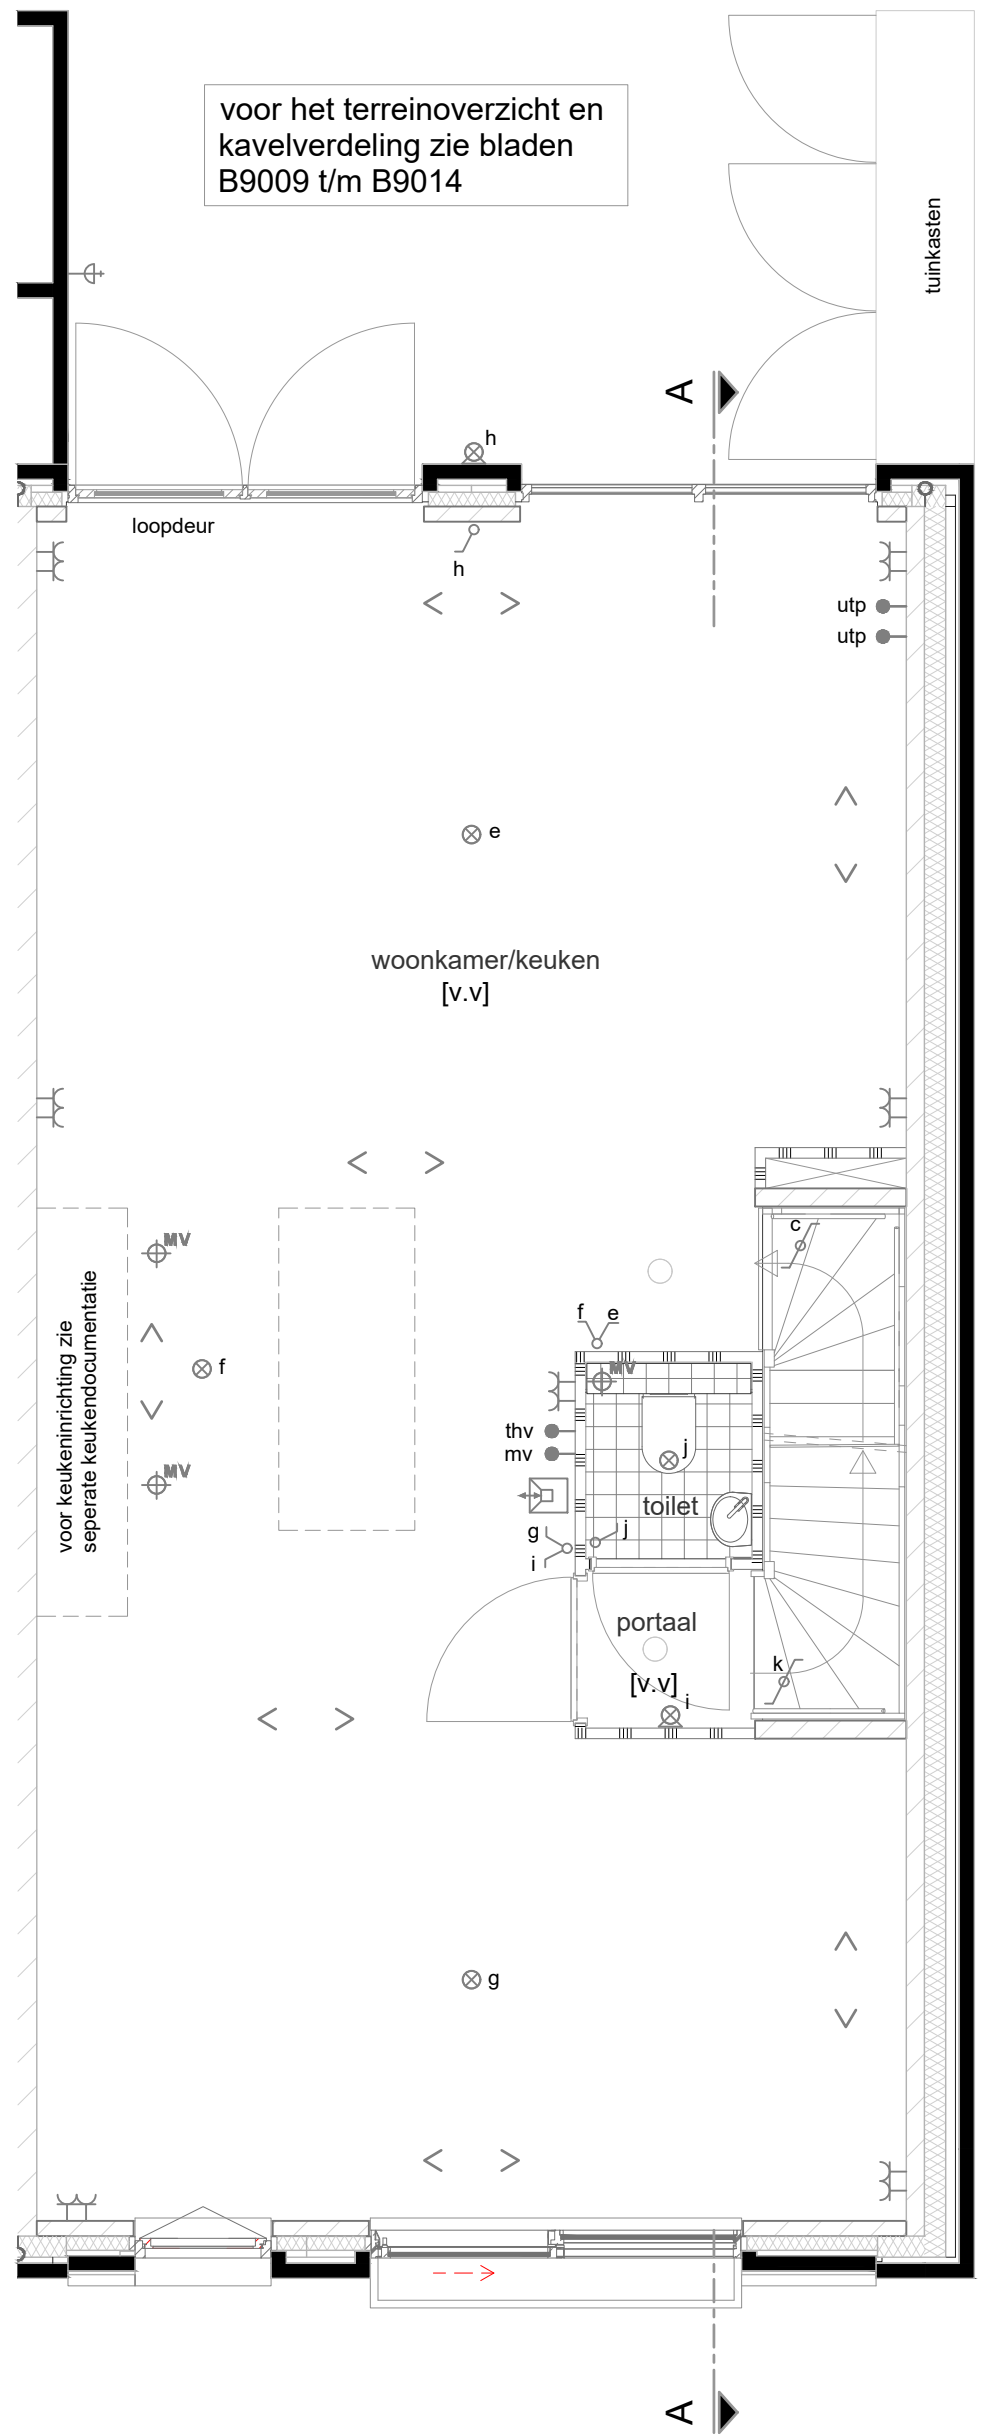 voor het terreinoverzicht en
kavelverdeling zie bladen
B9009 t/m B9014
tuinkasten
A
h
loopdeur
h
utp
utp
e
woonkamer/keuken
[v.v]
c
MV
voor keukeninrichting zie
seperate keukendocumentatie
f
f e
MV
thv
mv
j
MV
toilet
g
j
i
portaal
k
[v.v]
i
g
A